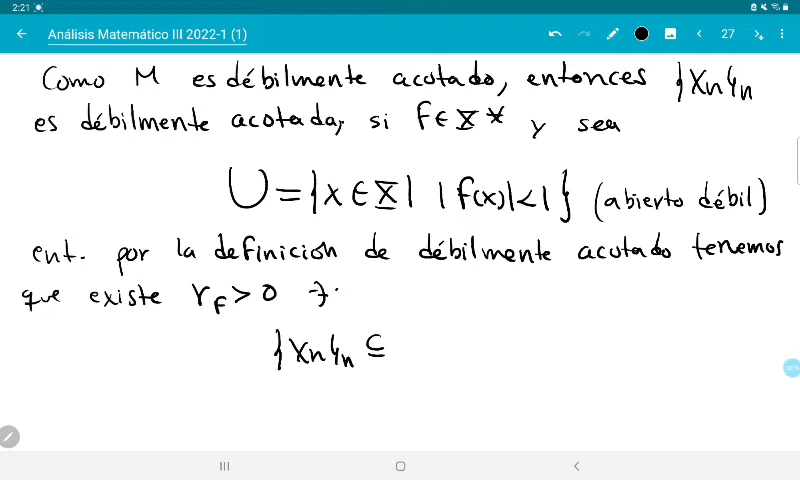 2:21
Análisis Matemático III 2022-1 (1)
27
Como M es débilmente acotado, entonces {Xn}n
es débilmente acotada, si f∈X* y sea
U={x∈X| |f(x)|<1} (abierto débil)
ent. por la definición de débilmente acotado tenemos
que existe rf>0 ∋·
{Xn}n ⊆